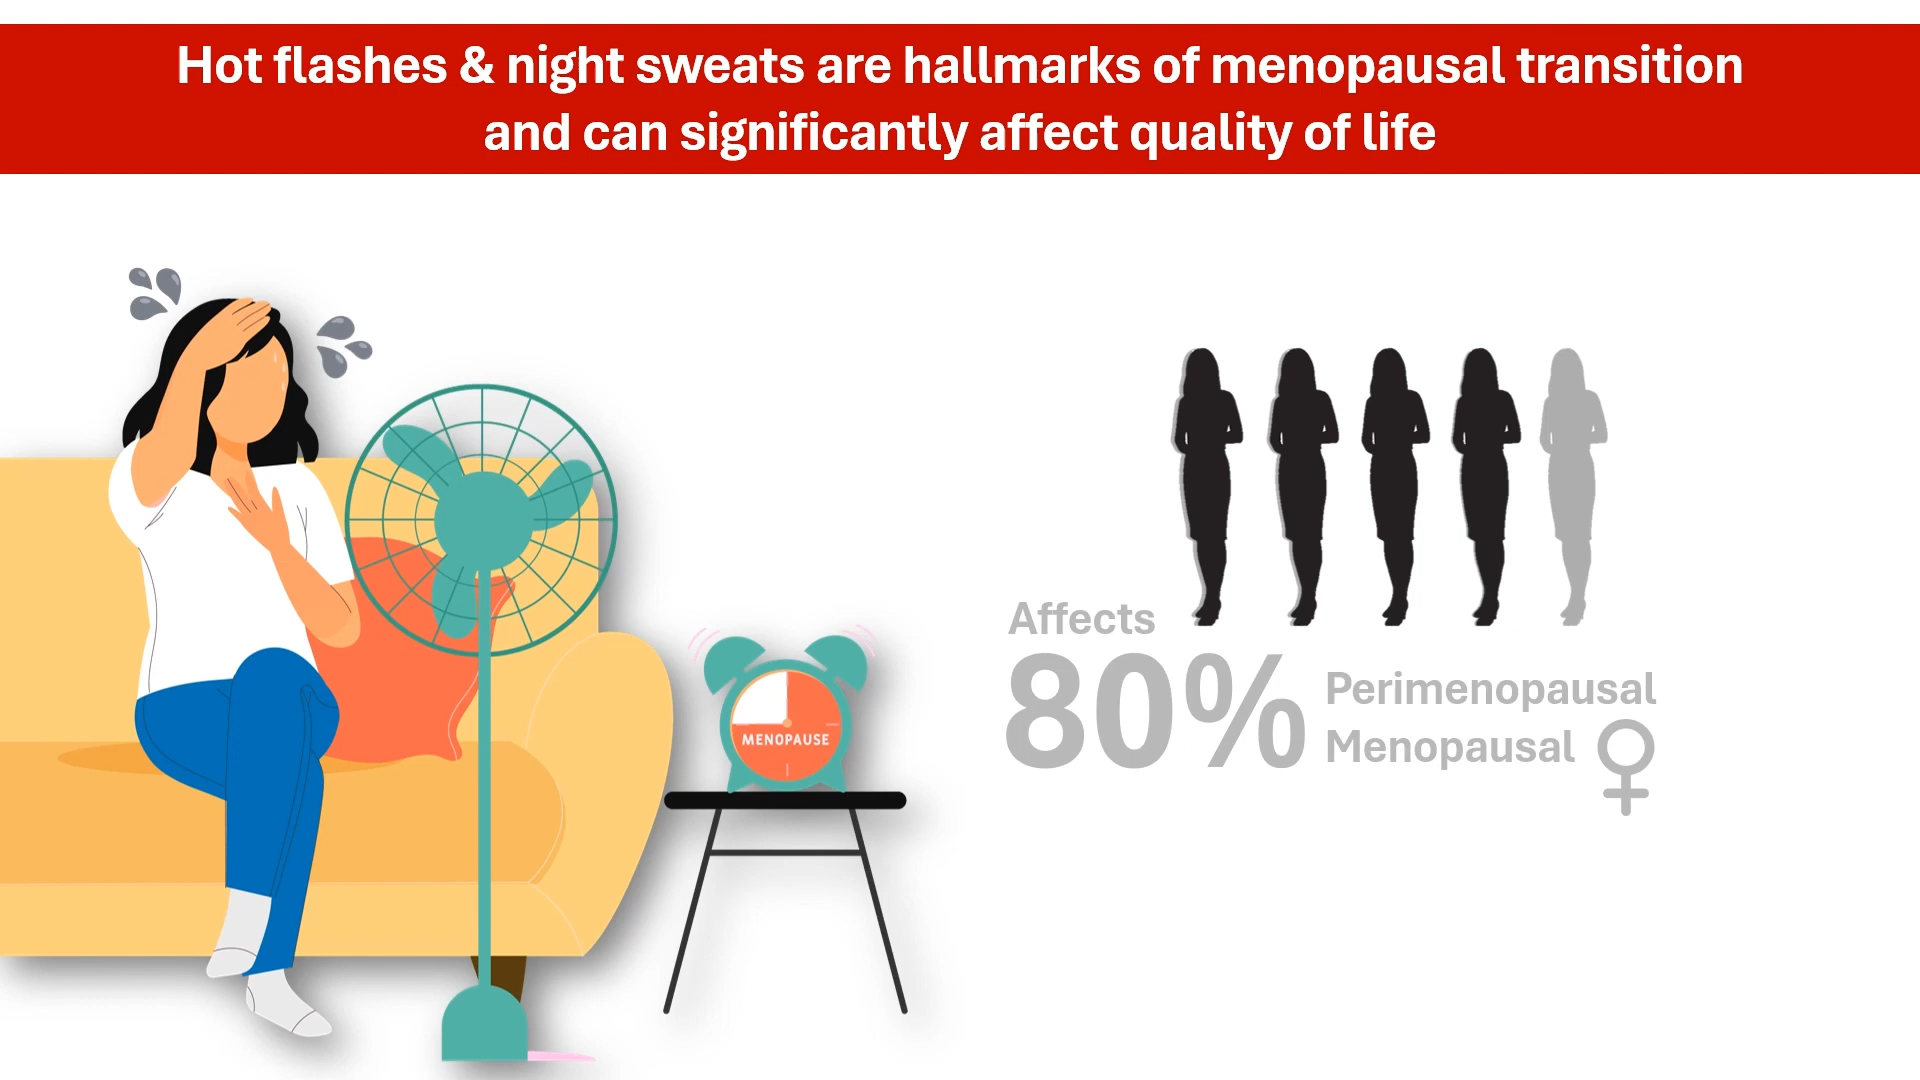 Hot flashes & night sweats are hallmarks of menopausal transition
and can significantly affect quality of life
MENOPAUSE
Affects
80%
Perimenopausal
Menopausal